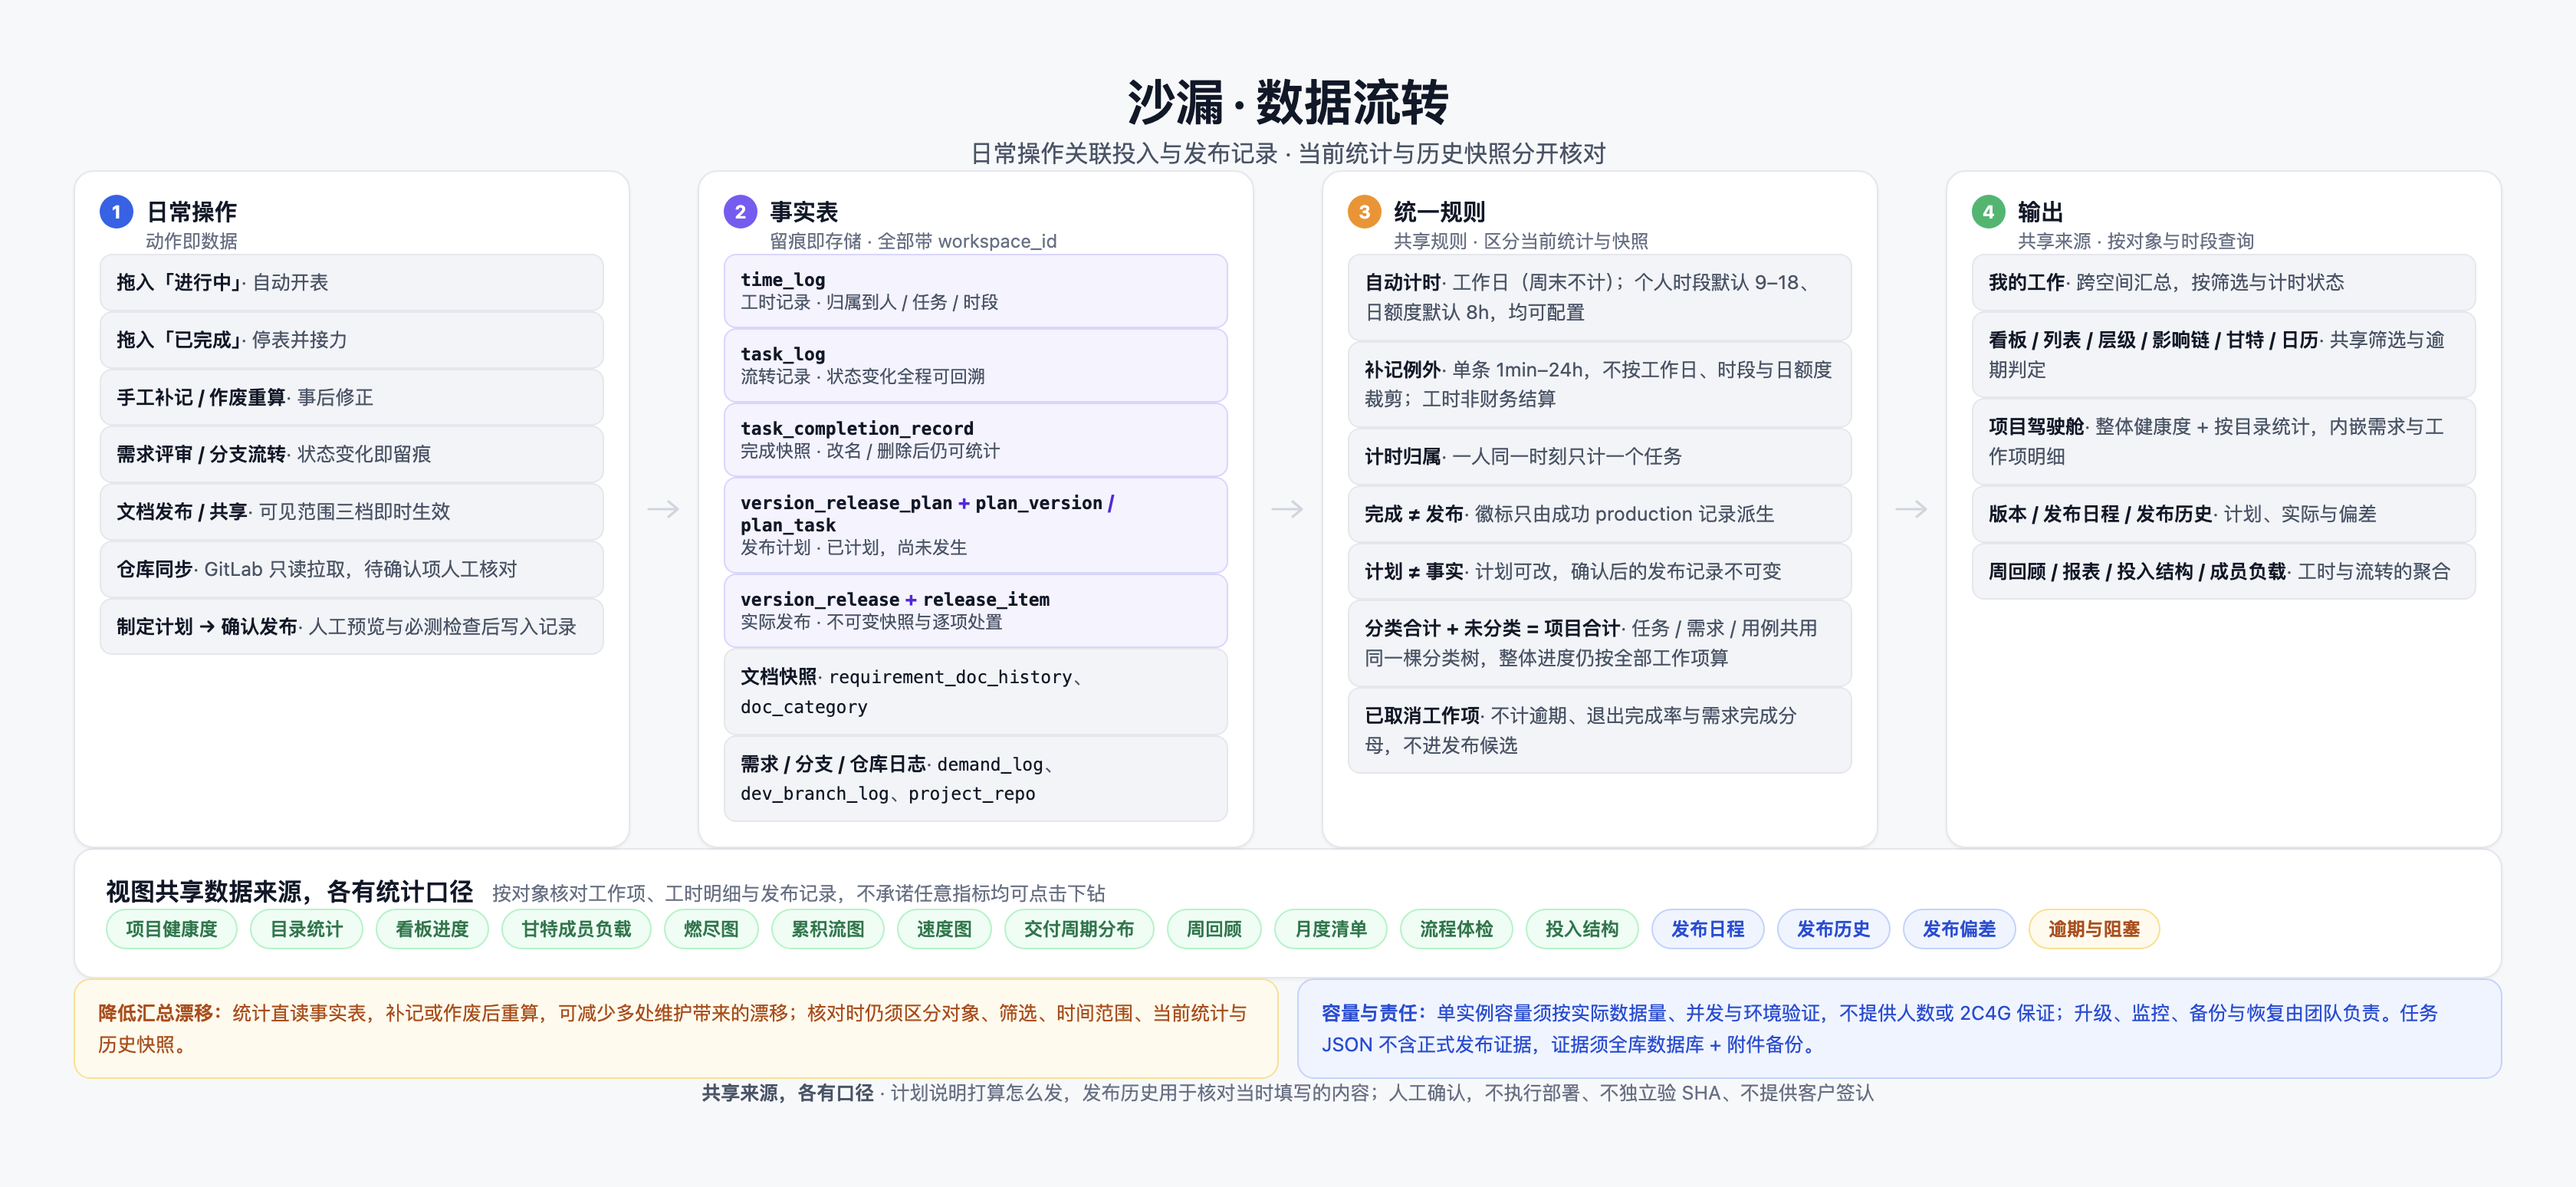 沙漏 · 数据流转
日常操作关联投入与发布记录 · 当前统计与历史快照分开核对
1 日常操作
动作即数据
拖入「进行中」· 自动开表
拖入「已完成」· 停表并接力
手工补记 / 作废重算· 事后修正
需求评审 / 分支流转· 状态变化即留痕
文档发布 / 共享· 可见范围三档即时生效
仓库同步· GitLab 只读拉取，待确认项人工核对
制定计划 → 确认发布· 人工预览与必测检查后写入记录
2 事实表
留痕即存储 · 全部带 workspace_id
time_log
工时记录 · 归属到人 / 任务 / 时段
task_log
流转记录 · 状态变化全程可回溯
task_completion_record
完成快照 · 改名 / 删除后仍可统计
version_release_plan + plan_version /
plan_task
发布计划 · 已计划，尚未发生
version_release + release_item
实际发布 · 不可变快照与逐项处置
文档快照· requirement_doc_history、
doc_category
需求 / 分支 / 仓库日志· demand_log、
dev_branch_log、project_repo
3 统一规则
共享规则 · 区分当前统计与快照
自动计时· 工作日（周末不计）；个人时段默认 9–18、
日额度默认 8h，均可配置
补记例外· 单条 1min–24h，不按工作日、时段与日额度
裁剪；工时非财务结算
计时归属· 一人同一时刻只计一个任务
完成 ≠ 发布· 徽标只由成功 production 记录派生
计划 ≠ 事实· 计划可改，确认后的发布记录不可变
分类合计 + 未分类 = 项目合计· 任务 / 需求 / 用例共用
同一棵分类树，整体进度仍按全部工作项算
已取消工作项· 不计逾期、退出完成率与需求完成分
母，不进发布候选
4 输出
共享来源 · 按对象与时段查询
我的工作· 跨空间汇总，按筛选与计时状态
看板 / 列表 / 层级 / 影响链 / 甘特 / 日历· 共享筛选与逾
期判定
项目驾驶舱· 整体健康度 + 按目录统计，内嵌需求与工
作项明细
版本 / 发布日程 / 发布历史· 计划、实际与偏差
周回顾 / 报表 / 投入结构 / 成员负载· 工时与流转的聚合
视图共享数据来源，各有统计口径 按对象核对工作项、工时明细与发布记录，不承诺任意指标均可点击下钻
项目健康度 目录统计 看板进度 甘特成员负载 燃尽图 累积流图 速度图 交付周期分布 周回顾 月度清单 流程体检 投入结构 发布日程 发布历史 发布偏差 逾期与阻塞
降低汇总漂移：统计直读事实表，补记或作废后重算，可减少多处维护带来的漂移；核对时仍须区分对象、筛选、时间范围、当前统计与
历史快照。
容量与责任：单实例容量须按实际数据量、并发与环境验证，不提供人数或 2C4G 保证；升级、监控、备份与恢复由团队负责。任务
JSON 不含正式发布证据，证据须全库数据库 + 附件备份。
共享来源，各有口径 · 计划说明打算怎么发，发布历史用于核对当时填写的内容；人工确认，不执行部署、不独立验 SHA、不提供客户签认